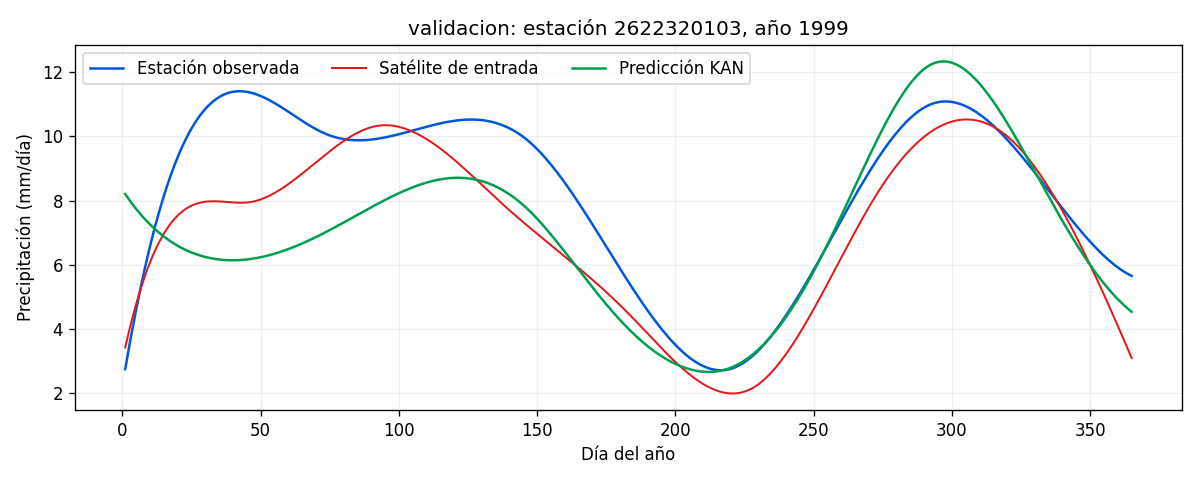 validacion: estación 2622320103, año 1999
Estación observada
Satélite de entrada
Predicción KAN
Precipitación (mm/día)
12
10
8
6
4
2
0
50
100
150
200
250
300
350
Día del año